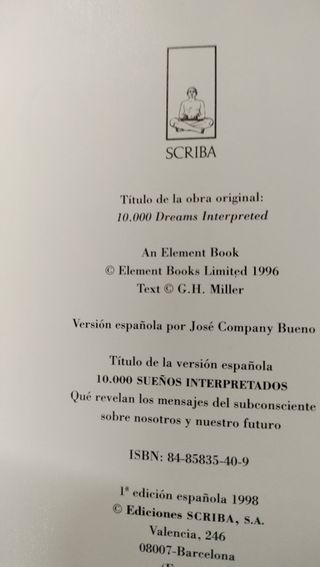 SCRIBA
Título de la obra original:
10.000 Dreams Interpreted
An Element Book
© Element Books Limited 1996
Text © G.H. Miller
Versión española por José Company Bueno
Título de la versión española
10.000 SUEÑOS INTERPRETADOS
Qué revelan los mensajes del subconsciente
sobre nosotros y nuestro futuro
ISBN: 84-85835-40-9
1ª edición española 1998
© Ediciones SCRIBA, S.A.
Valencia, 246
08007-Barcelona